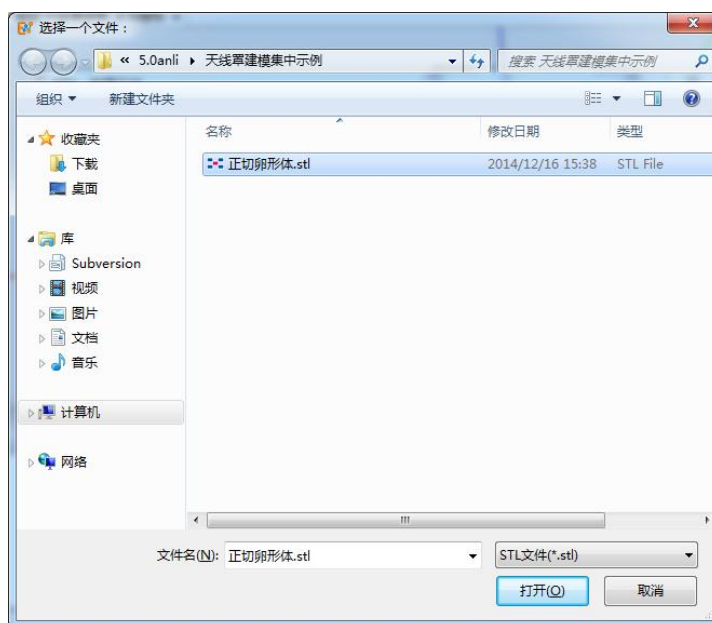 选择一个文件：
« 5.0anli ▸ 天线罩建模集中示例
搜索 天线罩建模集中示例
组织 新建文件夹
收藏夹
下载
桌面
库
Subversion
视频
图片
文档
音乐
计算机
网络
名称 修改日期 类型
正切卵形体.stl 2014/12/16 15:38 STL File
文件名(N): 正切卵形体.stl STL文件(*.stl)
打开(O) 取消